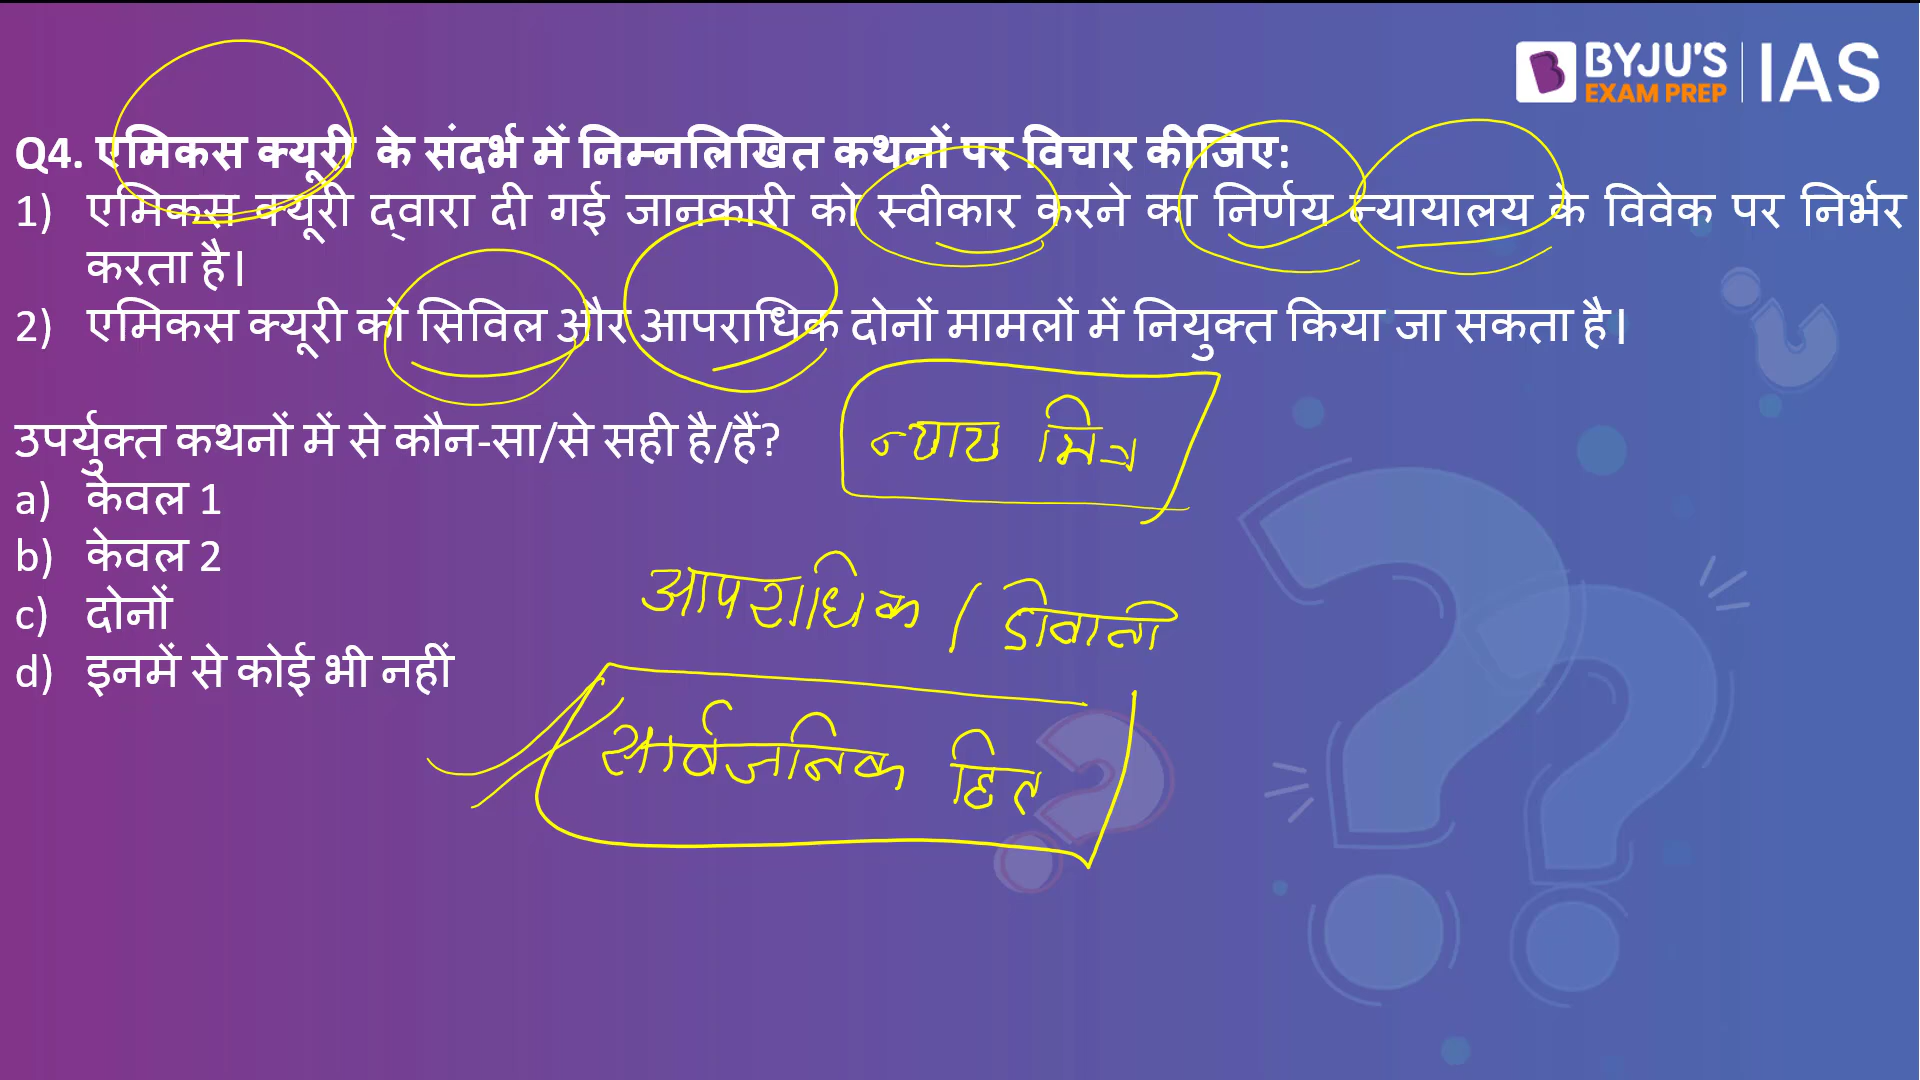 BYJU'S
EXAM PREP
IAS
Q4. एमिकस क्यूरी के संदर्भ में निम्नलिखित कथनों पर विचार कीजिए:
1) एमिकस क्यूरी द्वारा दी गई जानकारी को स्वीकार करने का निर्णय न्यायालय के विवेक पर निर्भर
करता है।
2) एमिकस क्यूरी को सिविल और आपराधिक दोनों मामलों में नियुक्त किया जा सकता है।
न्याय मित्र
उपर्युक्त कथनों में से कौन-सा/से सही है/हैं?
a) केवल 1
b) केवल 2
c) दोनों
d) इनमें से कोई भी नहीं
आपराधिक / दीवानी
सार्वजनिक हित